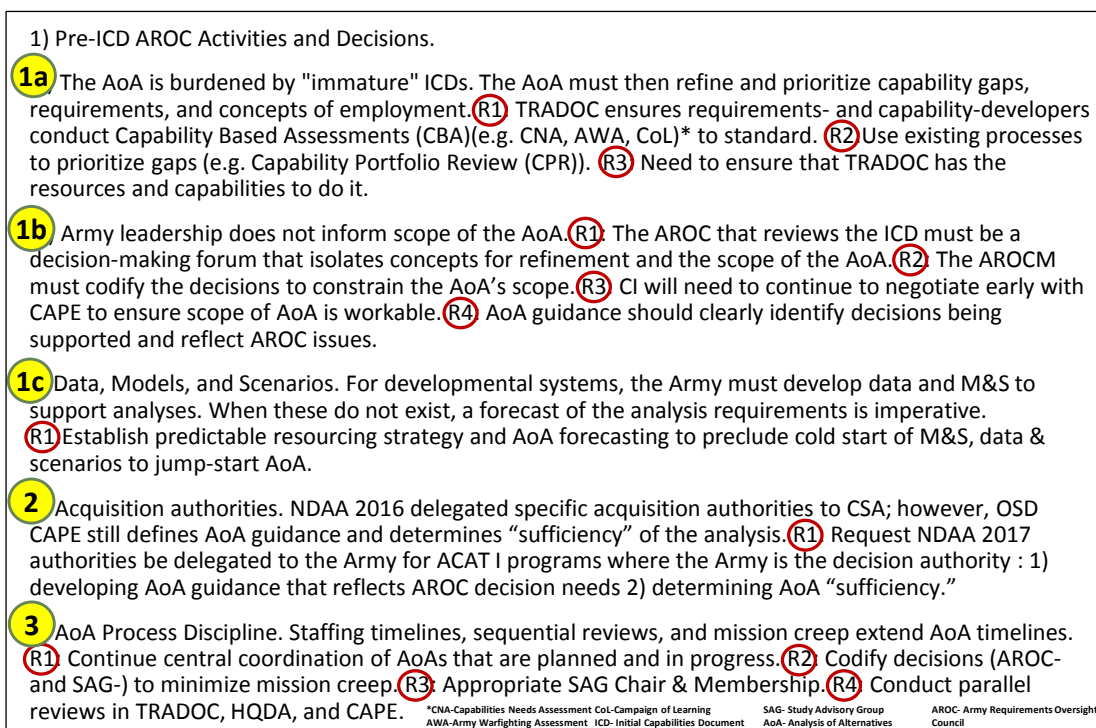 1) Pre-ICD AROC Activities and Decisions.
1a) The AoA is burdened by "immature" ICDs. The AoA must then refine and prioritize capability gaps,
requirements, and concepts of employment. R1: TRADOC ensures requirements- and capability-developers
conduct Capability Based Assessments (CBA)(e.g. CNA, AWA, CoL)* to standard. R2:Use existing processes
to prioritize gaps (e.g. Capability Portfolio Review (CPR)). R3: Need to ensure that TRADOC has the
resources and capabilities to do it.
1b) Army leadership does not inform scope of the AoA. R1: The AROC that reviews the ICD must be a
decision-making forum that isolates concepts for refinement and the scope of the AoA. R2: The AROCM
must codify the decisions to constrain the AoA's scope. R3: CI will need to continue to negotiate early with
CAPE to ensure scope of AoA is workable. R4: AoA guidance should clearly identify decisions being
supported and reflect AROC issues.
1c Data, Models, and Scenarios. For developmental systems, the Army must develop data and M&S to
support analyses. When these do not exist, a forecast of the analysis requirements is imperative.
R1:Establish predictable resourcing strategy and AoA forecasting to preclude cold start of M&S, data &
scenarios to jump-start AoA.
2 Acquisition authorities. NDAA 2016 delegated specific acquisition authorities to CSA; however, OSD
CAPE still defines AoA guidance and determines “sufficiency” of the analysis. R1: Request NDAA 2017
authorities be delegated to the Army for ACAT I programs where the Army is the decision authority : 1)
developing AoA guidance that reflects AROC decision needs 2) determining AoA “sufficiency.”
3 AoA Process Discipline. Staffing timelines, sequential reviews, and mission creep extend AoA timelines.
R1: Continue central coordination of AoAs that are planned and in progress. R2: Codify decisions (AROC-
and SAG-) to minimize mission creep. R3: Appropriate SAG Chair & Membership. R4: Conduct parallel
reviews in TRADOC, HQDA, and CAPE.
*CNA-Capabilities Needs Assessment CoL-Campaign of Learning SAG- Study Advisory Group AROC- Army Requirements Oversight
AWA-Army Warfighting Assessment ICD- Initial Capabilities Document AoA- Analysis of Alternatives Council